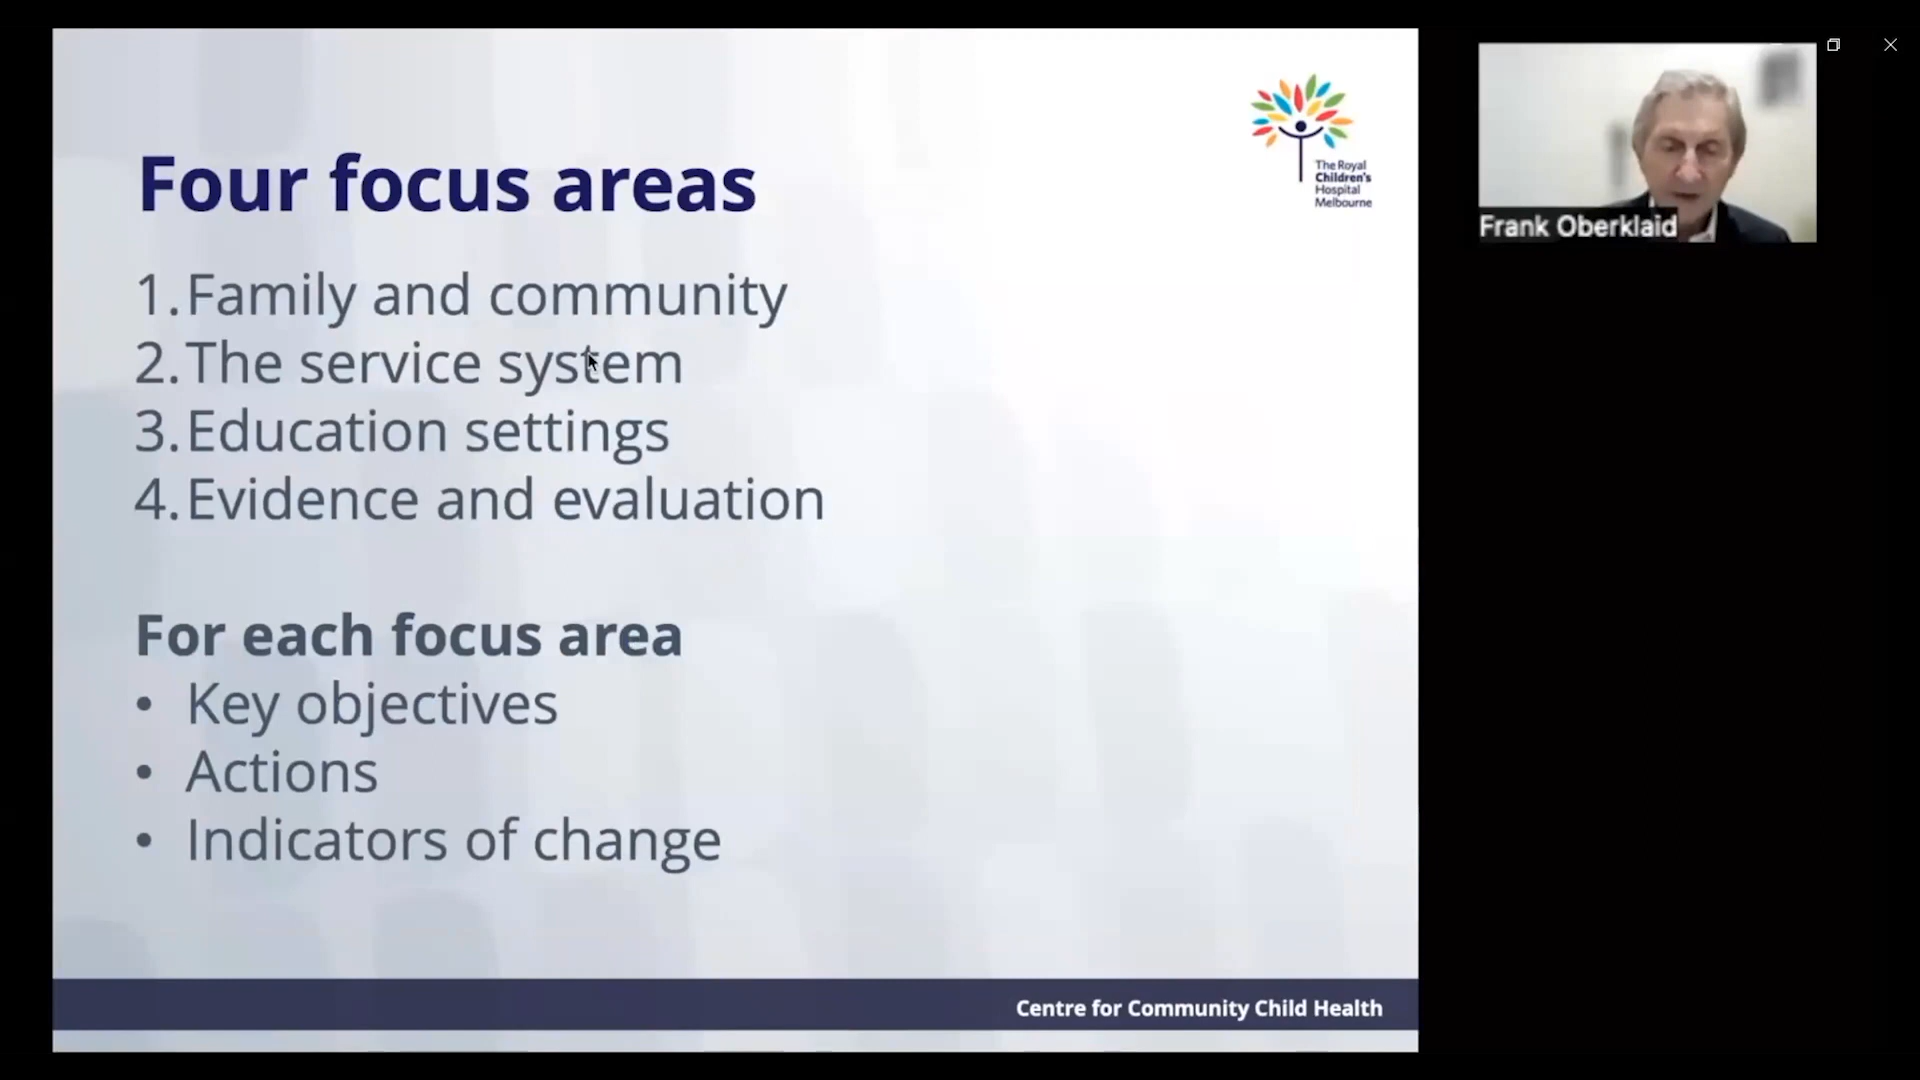 Four focus areas
1. Family and community
2. The service system
3. Education settings
4. Evidence and evaluation
For each focus area
• Key objectives
• Actions
• Indicators of change
Centre for Community Child Health
The Royal
Children's
Hospital
Melbourne
Frank Oberklaid